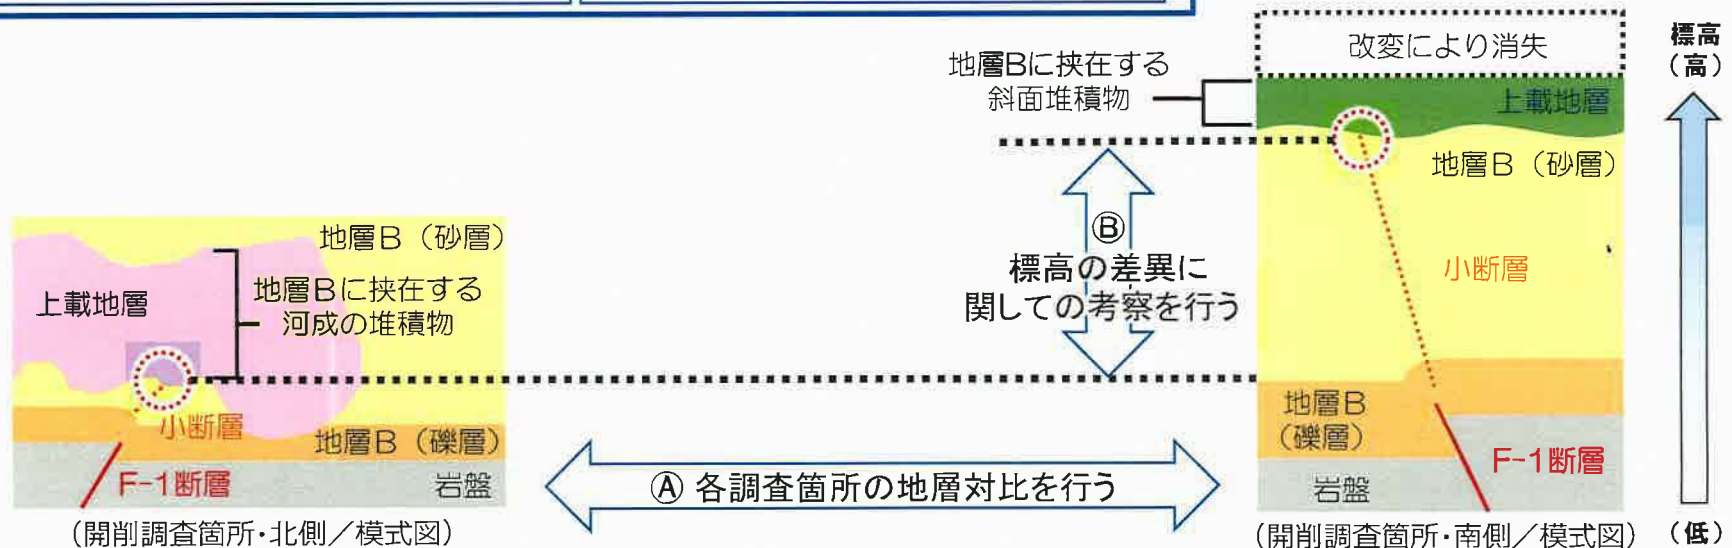 改変により消失
標高
（高）
地層Bに挟在する
斜面堆積物
上載地層
地層B（砂層）
Ⓑ
標高の差異に
関しての考察を行う
小断層
地層B
（礫層）
F-1断層
岩盤
（開削調査箇所・南側／模式図）
（低）
地層B（砂層）
上載地層
地層Bに挟在する
河成の堆積物
小断層
地層B（礫層）
F-1断層
岩盤
（開削調査箇所・北側／模式図）
Ⓐ 各調査箇所の地層対比を行う